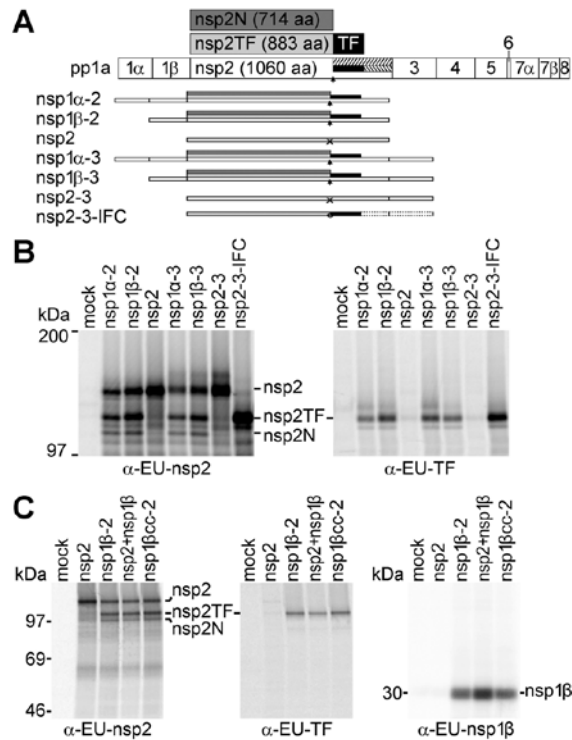 A
nsp2N (714 aa)
nsp2TF (883 aa) TF
6
pp1a 1α 1β nsp2 (1060 aa) 3 4 5 7α 7β 8
nsp1α-2
nsp1β-2
nsp2
nsp1α-3
nsp1β-3
nsp2-3
nsp2-3-IFC
B
kDa mock nsp1α-2 nsp1β-2 nsp2 nsp1α-3 nsp1β-3 nsp2-3 nsp2-3-IFC mock nsp1α-2 nsp1β-2 nsp2 nsp1α-3 nsp1β-3 nsp2-3 nsp2-3-IFC
200
nsp2
nsp2TF
nsp2N
97
α-EU-nsp2 α-EU-TF
C
kDa mock nsp2 nsp1β-2 nsp2+nsp1β nsp1βcc-2 mock nsp2 nsp1β-2 nsp2+nsp1β nsp1βcc-2 kDa mock nsp2 nsp1β-2 nsp2+nsp1β nsp1βcc-2
nsp2
nsp2TF
97 nsp2N
69
30 nsp1β
46
α-EU-nsp2 α-EU-TF α-EU-nsp1β